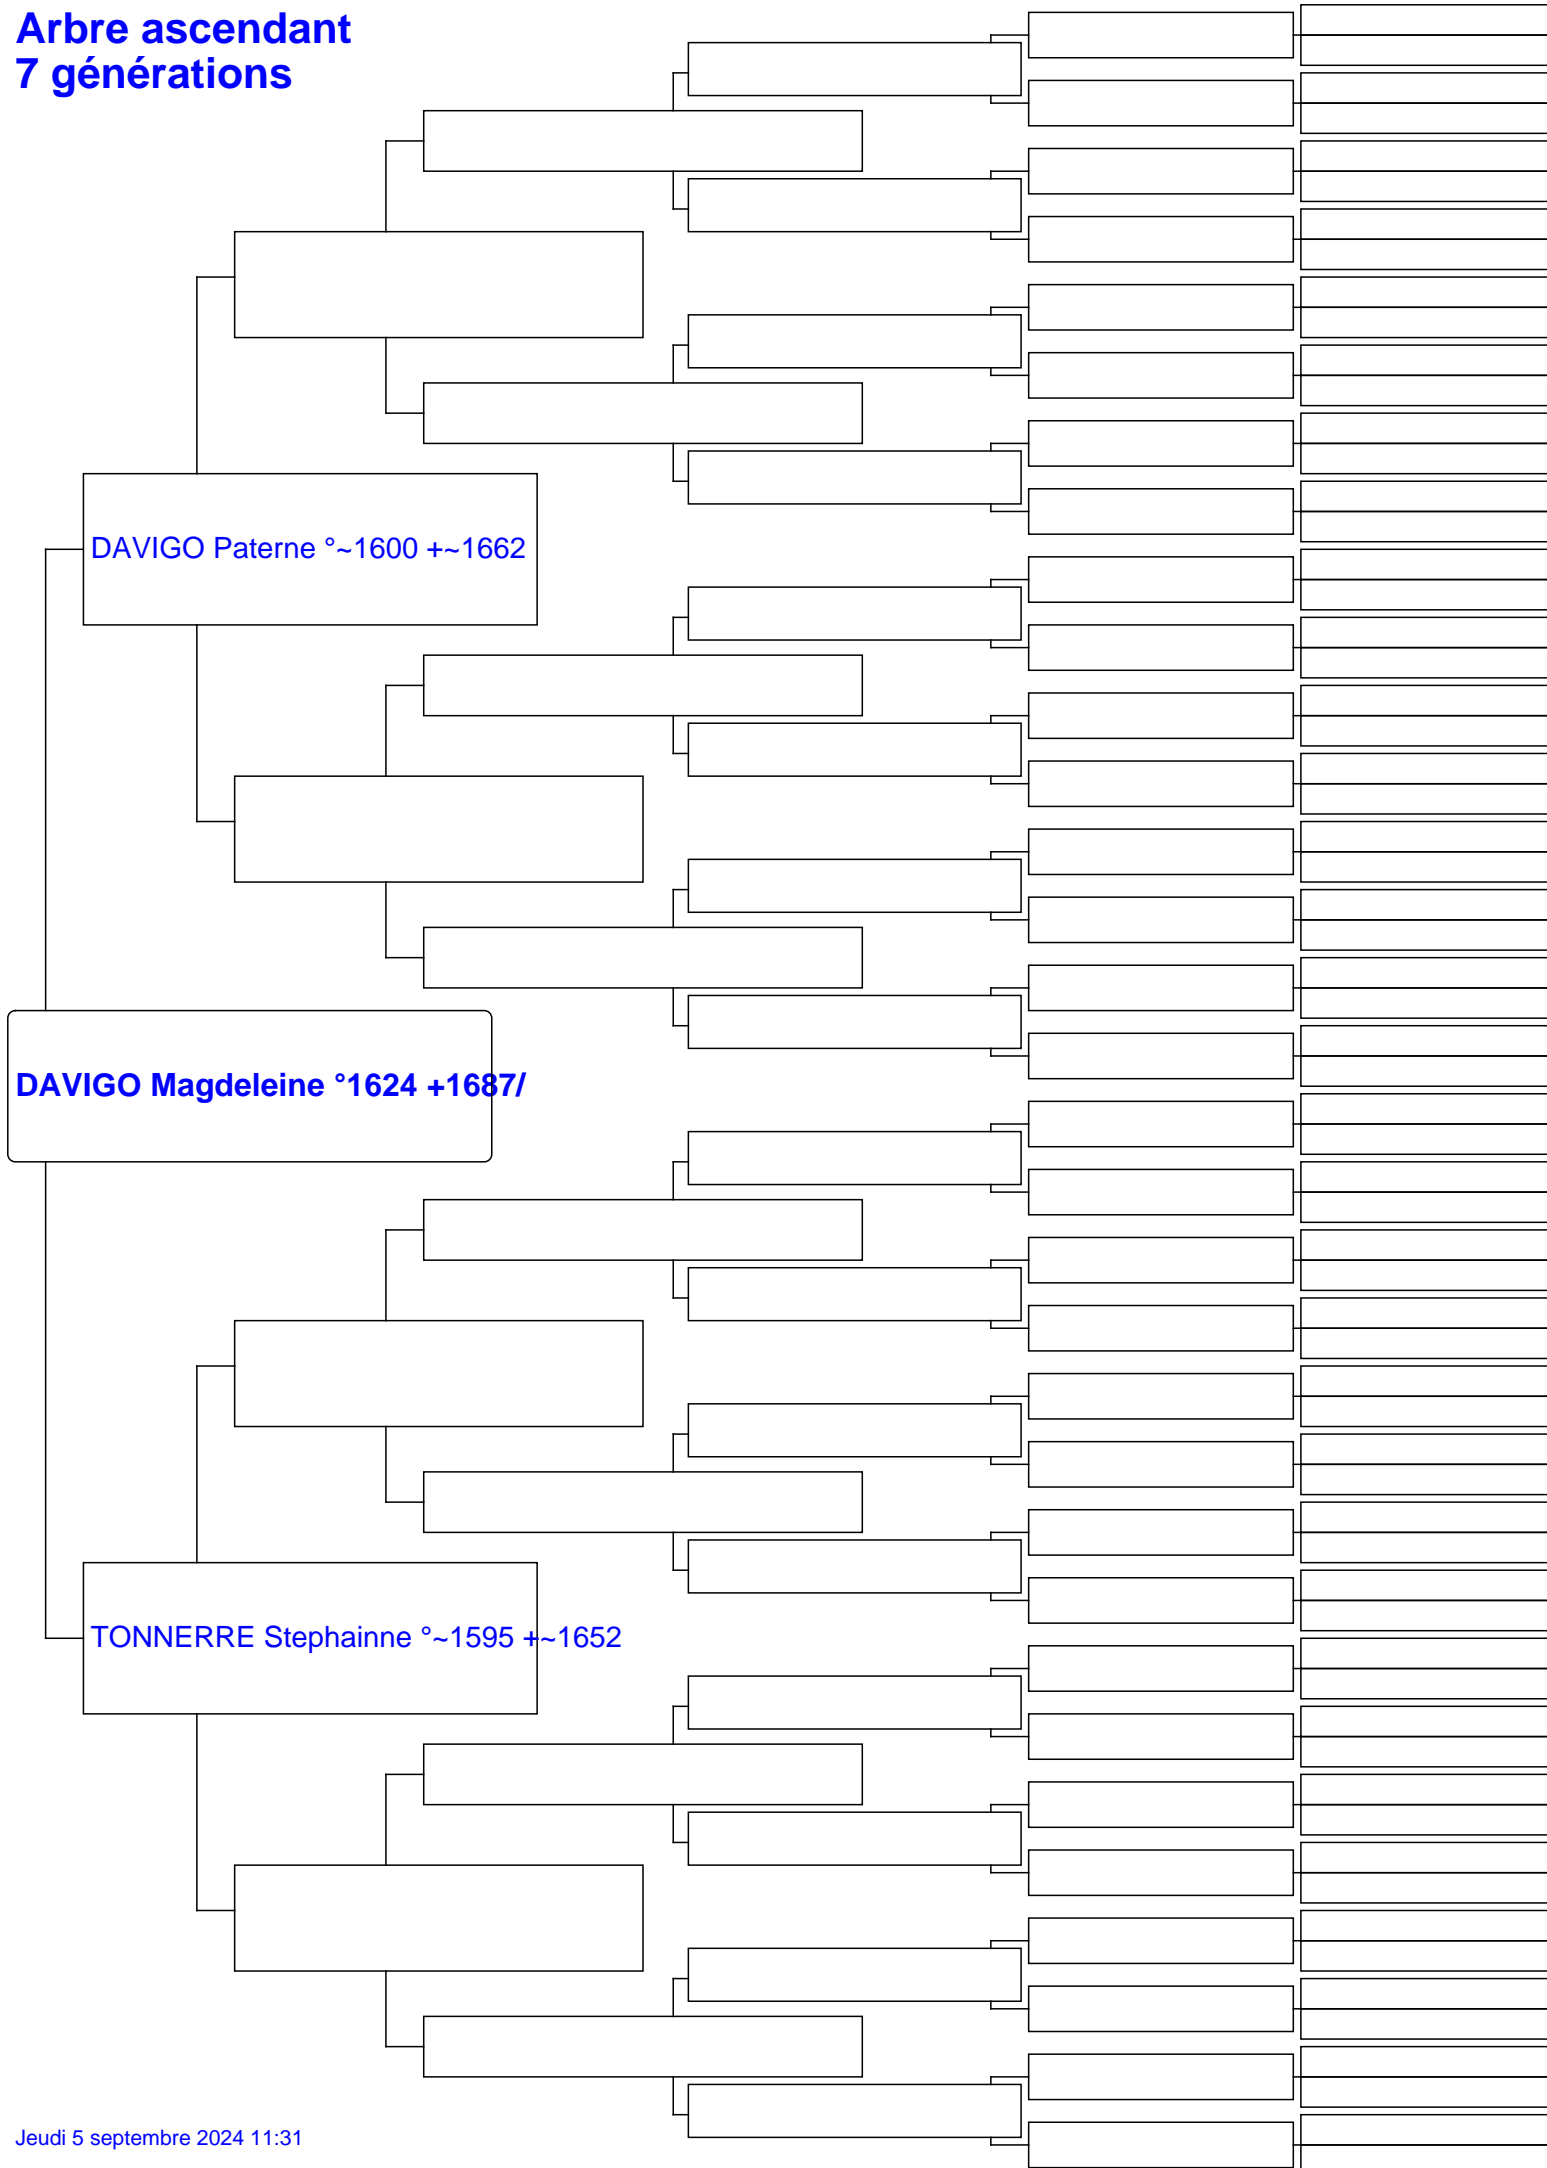 Arbre ascendant
7 générations
DAVIGO Paterne °~1600 +~1662
DAVIGO Magdeleine °1624 +1687/
TONNERRE Stephainne °~1595 +~1652
Jeudi 5 septembre 2024 11:31